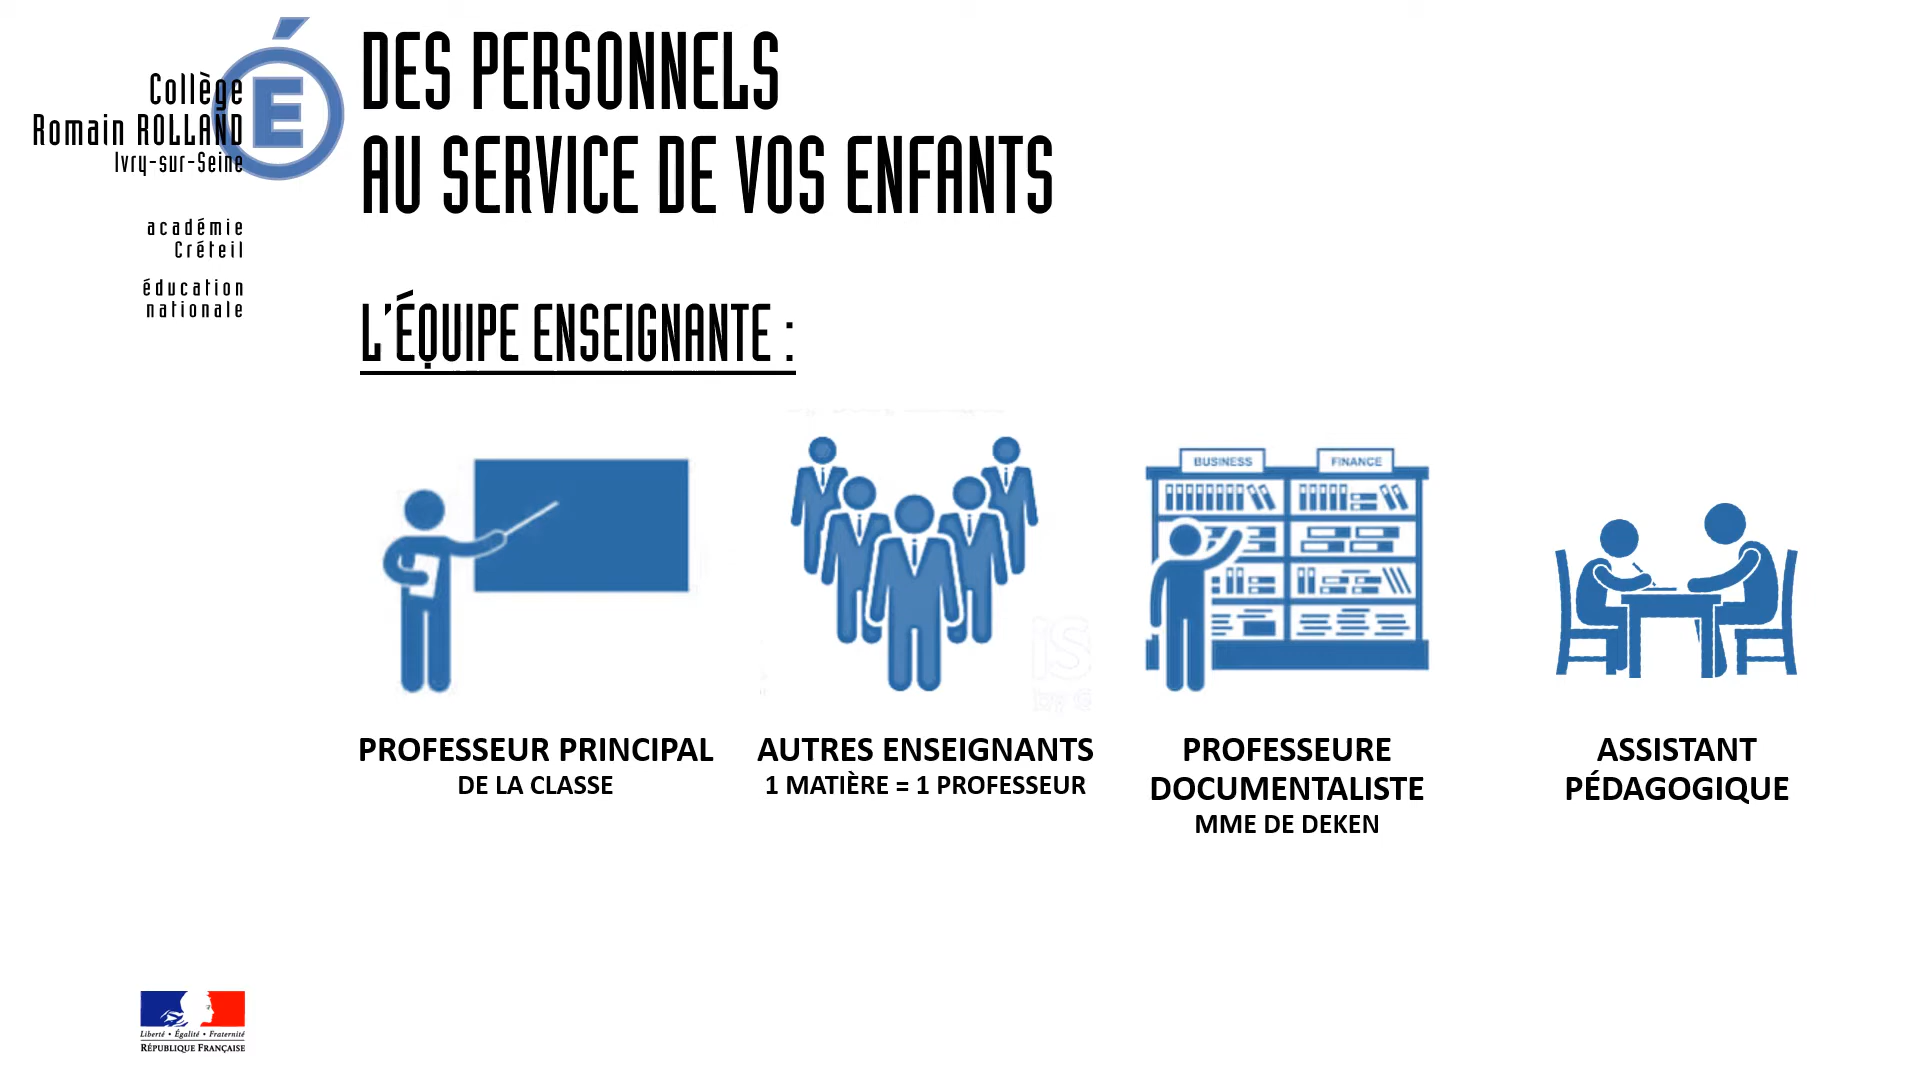 Collège
Romain ROLLAND
Ivry-sur-Seine
académie
Créteil
éducation
nationale
DES PERSONNELS
AU SERVICE DE VOS ENFANTS
L'ÉQUIPE ENSEIGNANTE :
BUSINESS
FINANCE
PROFESSEUR PRINCIPAL
DE LA CLASSE
AUTRES ENSEIGNANTS
1 MATIÈRE = 1 PROFESSEUR
PROFESSEURE
DOCUMENTALISTE
MME DE DEKEN
ASSISTANT
PÉDAGOGIQUE
Liberté • Égalité • Fraternité
RÉPUBLIQUE FRANÇAISE